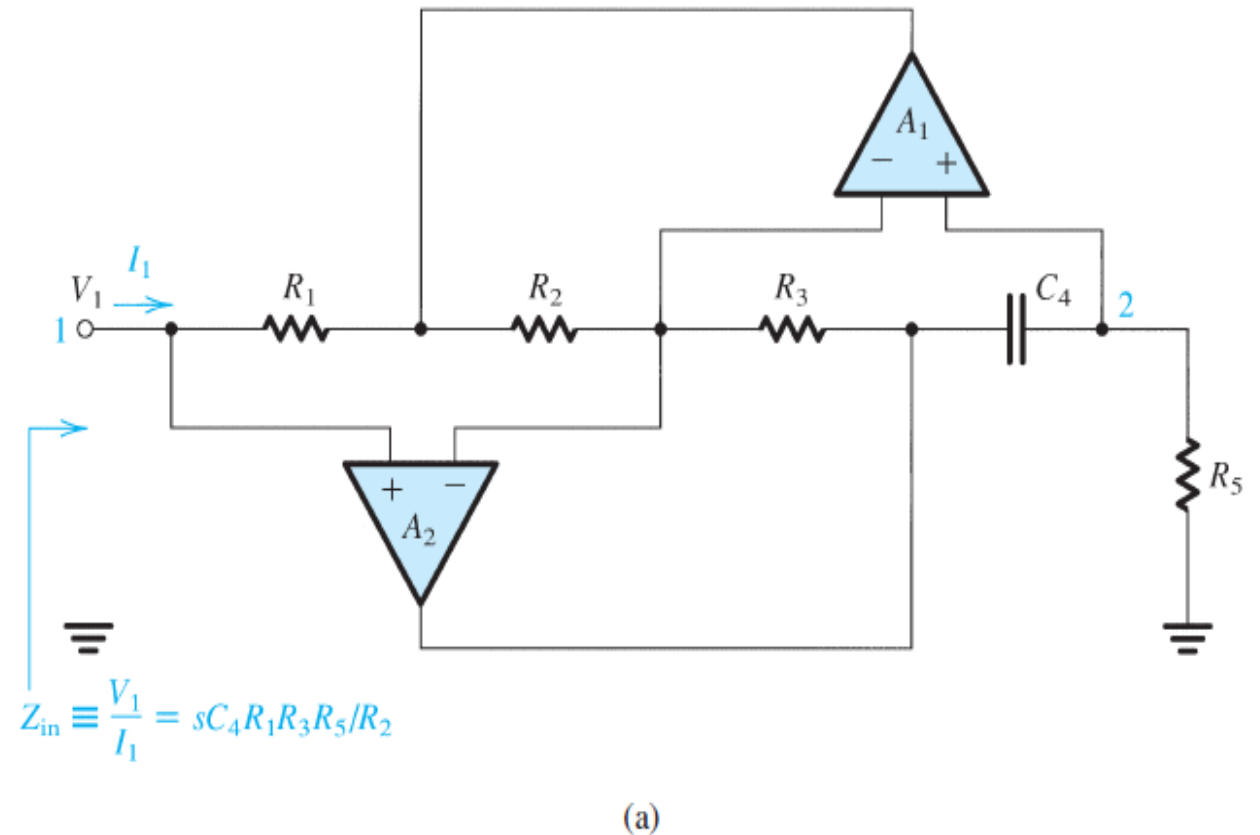 A₁
− +
I₁
V₁
R₁ R₂ R₃ C₄ 2
1
R₅
+ −
A₂
Zᵢₙ ≡ V₁/I₁ = sC₄R₁R₃R₅/R₂
(a)